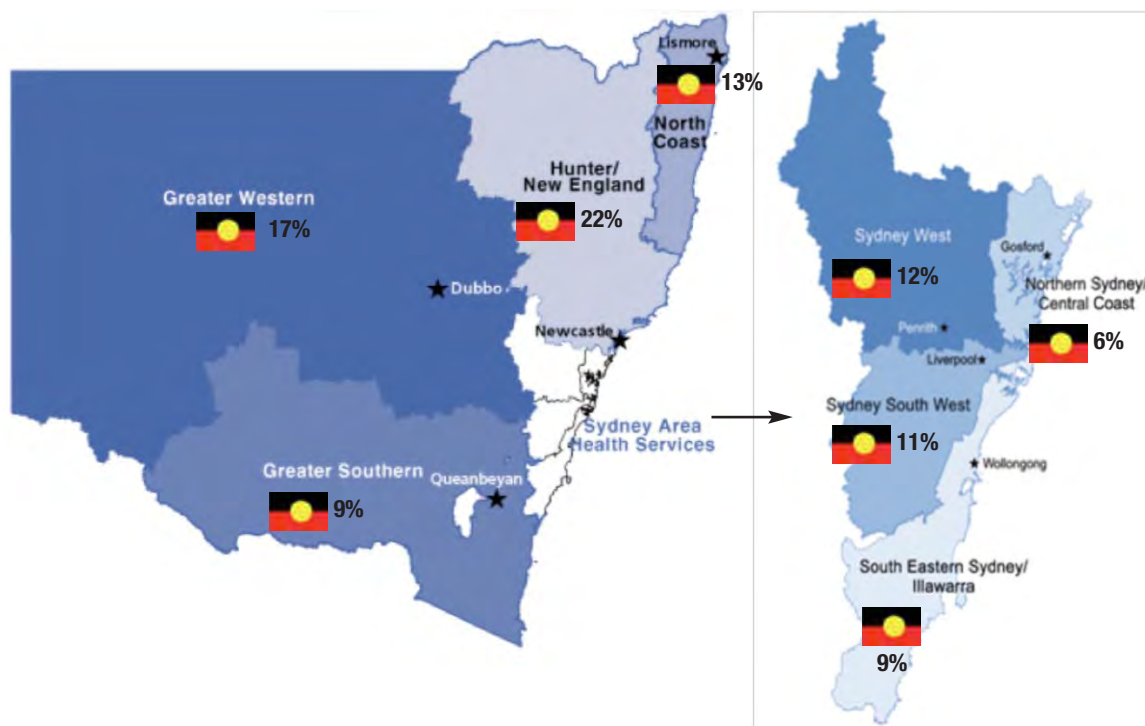 Lismore
13%
North
Coast
Hunter/
New England
22%
Greater Western
17%
Dubbo
Newcastle
Sydney Area
Health Services
Greater Southern
Queanbeyan
9%
Sydney West
12%
Gosford
Northern Sydney/
Central Coast
6%
Penrith
Liverpool
Sydney South West
11%
Wollongong
South Eastern Sydney/
Illawarra
9%